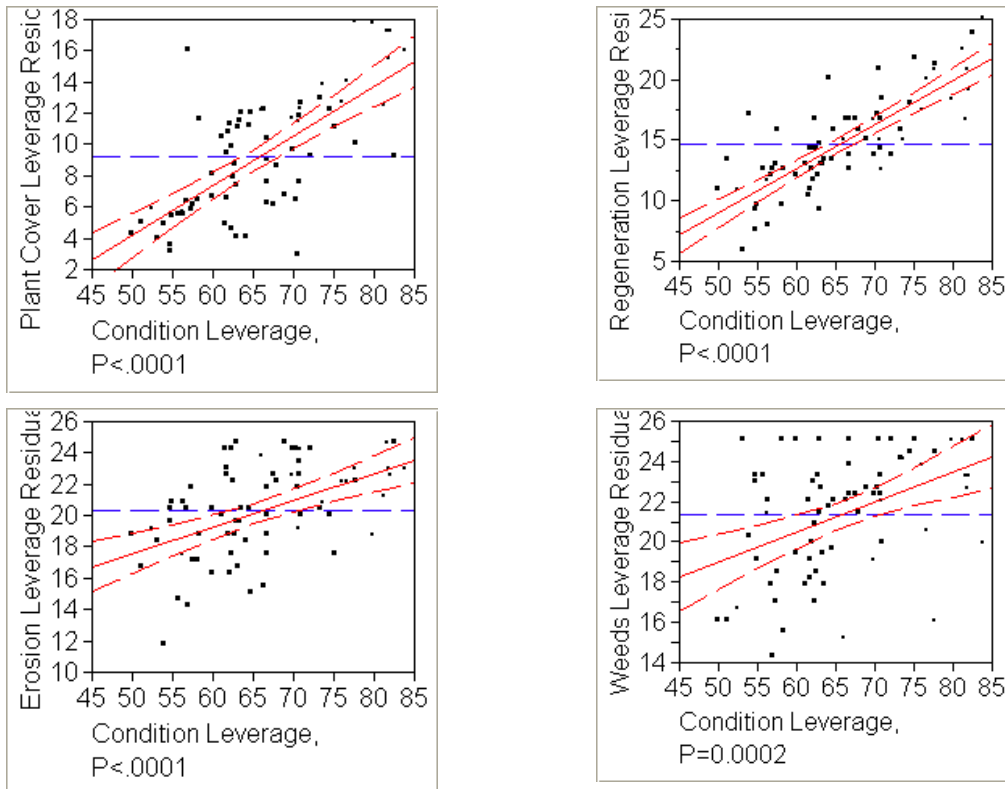 Plant Cover Leverage Resid
18
16
14
12
10
8
6
4
2
45 50 55 60 65 70 75 80 85
Condition Leverage,
P<.0001
Regeneration Leverage Resi
25
20
15
10
5
45 50 55 60 65 70 75 80 85
Condition Leverage,
P<.0001
Erosion Leverage Residua
26
24
22
20
18
16
14
12
10
45 50 55 60 65 70 75 80 85
Condition Leverage,
P<.0001
Weeds Leverage Residua
26
24
22
20
18
16
14
45 50 55 60 65 70 75 80 85
Condition Leverage,
P=0.0002